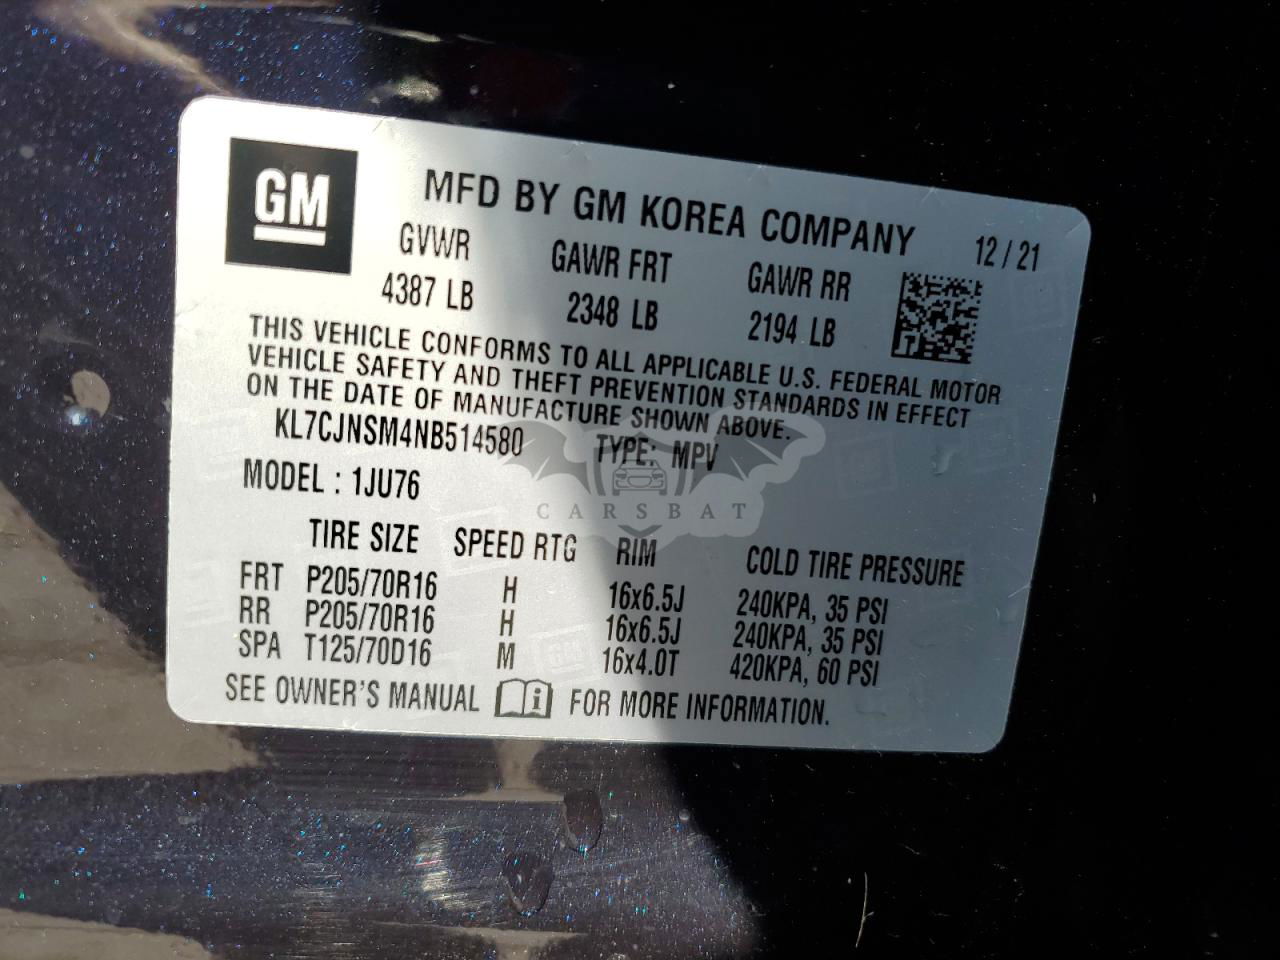 GM
MFD BY GM KOREA COMPANY 12/21
GVWR GAWR FRT GAWR RR
4387 LB 2348 LB 2194 LB
THIS VEHICLE CONFORMS TO ALL APPLICABLE U.S. FEDERAL MOTOR
VEHICLE SAFETY AND THEFT PREVENTION STANDARDS IN EFFECT
ON THE DATE OF MANUFACTURE SHOWN ABOVE.
KL7CJNSM4NB514580 TYPE: MPV
MODEL : 1JU76
CARSBAT
TIRE SIZE SPEED RTG RIM COLD TIRE PRESSURE
FRT P205/70R16 H 16x6.5J 240KPA, 35 PSI
RR P205/70R16 H 16x6.5J 240KPA, 35 PSI
SPA T125/70D16 M 16x4.0T 420KPA, 60 PSI
SEE OWNER'S MANUAL i FOR MORE INFORMATION.